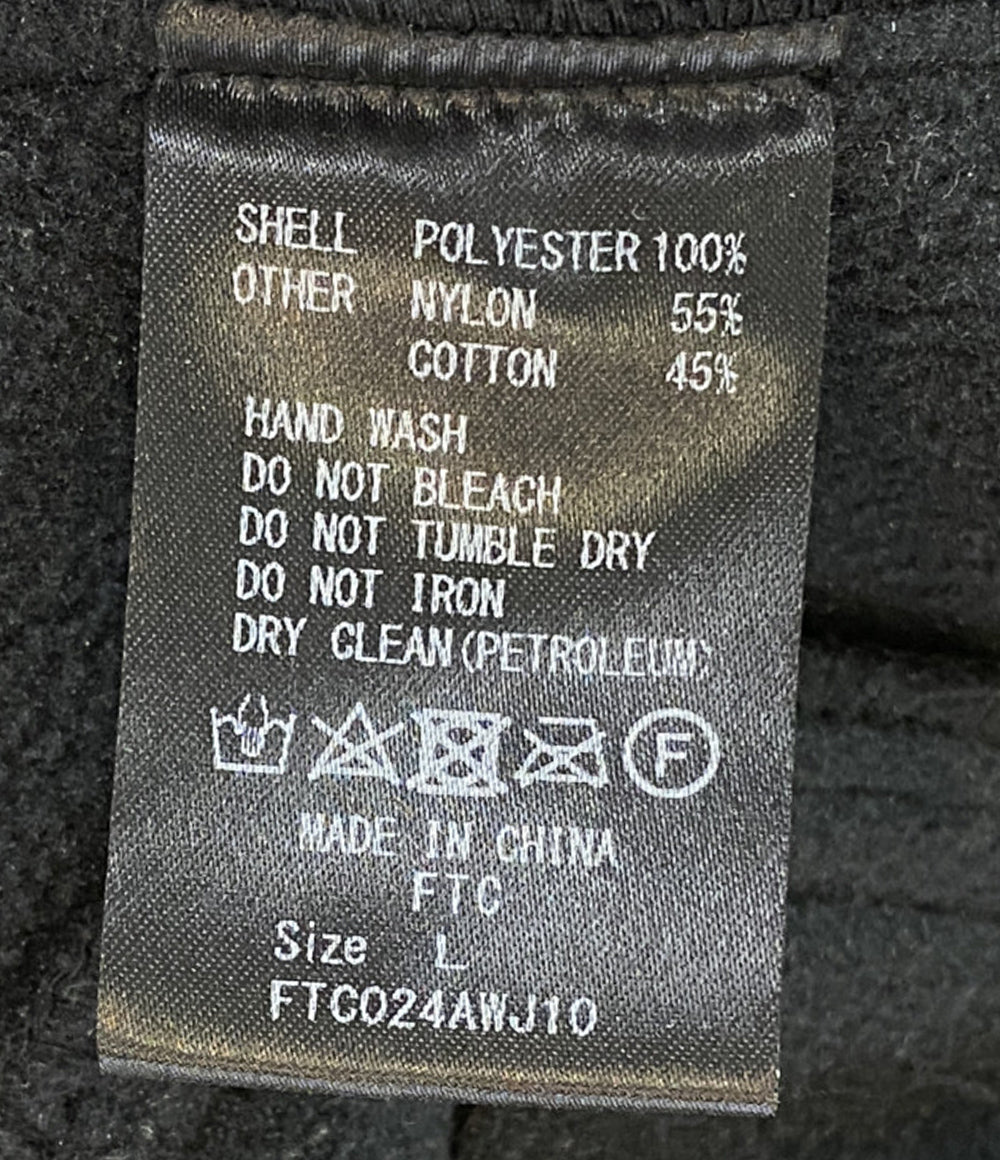 SHELL POLYESTER 100%
OTHER NYLON 55%
COTTON 45%
HAND WASH
DO NOT BLEACH
DO NOT TUMBLE DRY
DO NOT IRON
DRY CLEAN(PETROLEUM)
F
MADE IN CHINA
FTC
Size L
FTC024AWJ10